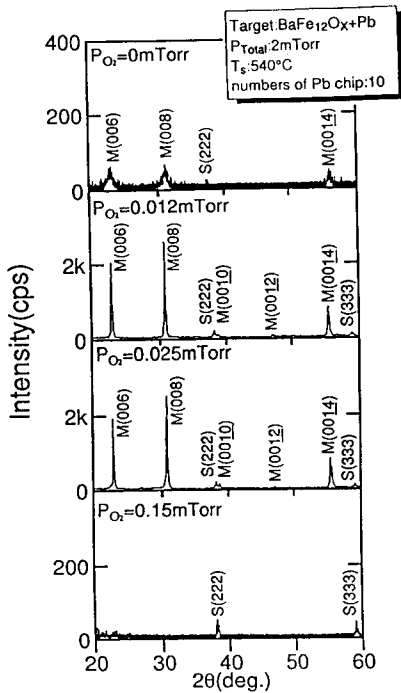 Target:BaFe12OX+Pb
PTotal:2mTorr
Ts:540°C
numbers of Pb chip:10
400
PO2=0mTorr
200
M(006)
M(008)
S(222)
M(0014)
0
PO2=0.012mTorr
2k
M(006)
M(008)
S(222)
M(0010)
M(0012)
M(0014)
S(333)
0
PO2=0.025mTorr
2k
M(006)
M(008)
S(222)
M(0010)
M(0012)
M(0014)
S(333)
0
PO2=0.15mTorr
200
S(222)
S(333)
0
20
30
40
50
60
2θ(deg.)
Intensity(cps)